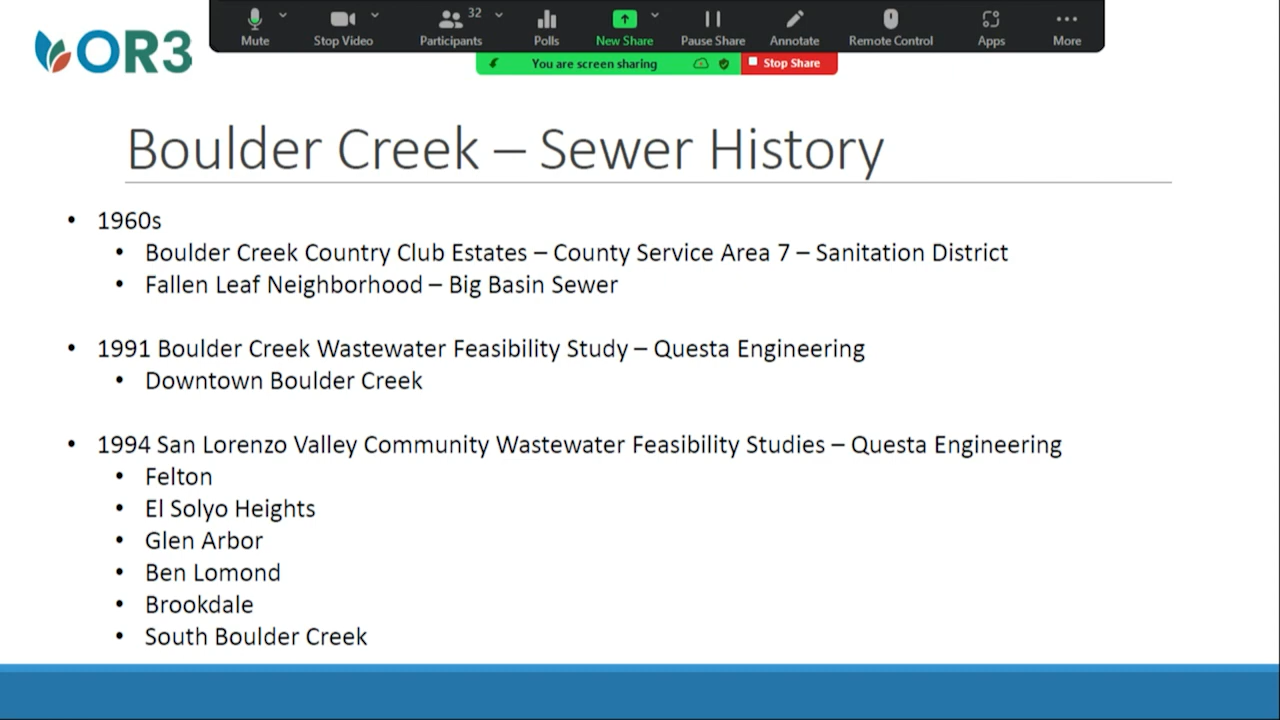 OR3
Mute
Stop Video
Participants
32
Polls
New Share
Pause Share
Annotate
Remote Control
Apps
More
You are screen sharing
Stop Share
Boulder Creek – Sewer History
• 1960s
• Boulder Creek Country Club Estates – County Service Area 7 – Sanitation District
• Fallen Leaf Neighborhood – Big Basin Sewer
• 1991 Boulder Creek Wastewater Feasibility Study – Questa Engineering
• Downtown Boulder Creek
• 1994 San Lorenzo Valley Community Wastewater Feasibility Studies – Questa Engineering
• Felton
• El Solyo Heights
• Glen Arbor
• Ben Lomond
• Brookdale
• South Boulder Creek